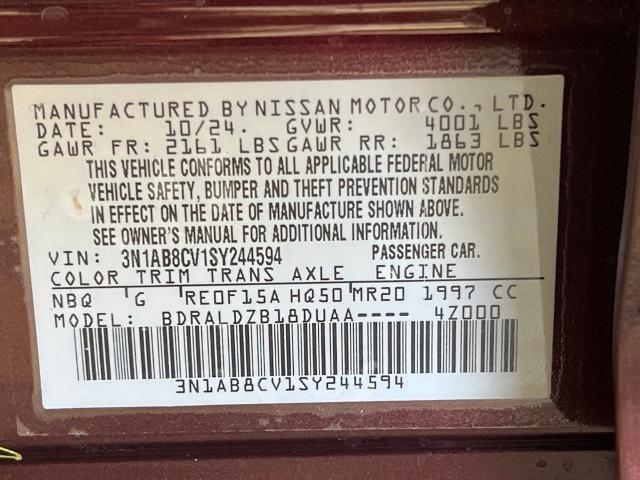 MANUFACTURED BY NISSAN MOTOR CO., LTD.
DATE: 10/24. GVWR: 4001 LBS
GAWR FR: 2161 LBS GAWR RR: 1863 LBS
THIS VEHICLE CONFORMS TO ALL APPLICABLE FEDERAL MOTOR
VEHICLE SAFETY, BUMPER AND THEFT PREVENTION STANDARDS
IN EFFECT ON THE DATE OF MANUFACTURE SHOWN ABOVE.
SEE OWNER'S MANUAL FOR ADDITIONAL INFORMATION.
VIN: 3N1AB8CV1SY244594 PASSENGER CAR.
COLOR TRIM TRANS AXLE ENGINE
NBQ G RE0F15A HQ50 MR20 1997 CC
MODEL: BDRALDZB18DUAA---- 4Z000
3N1AB8CV1SY244594